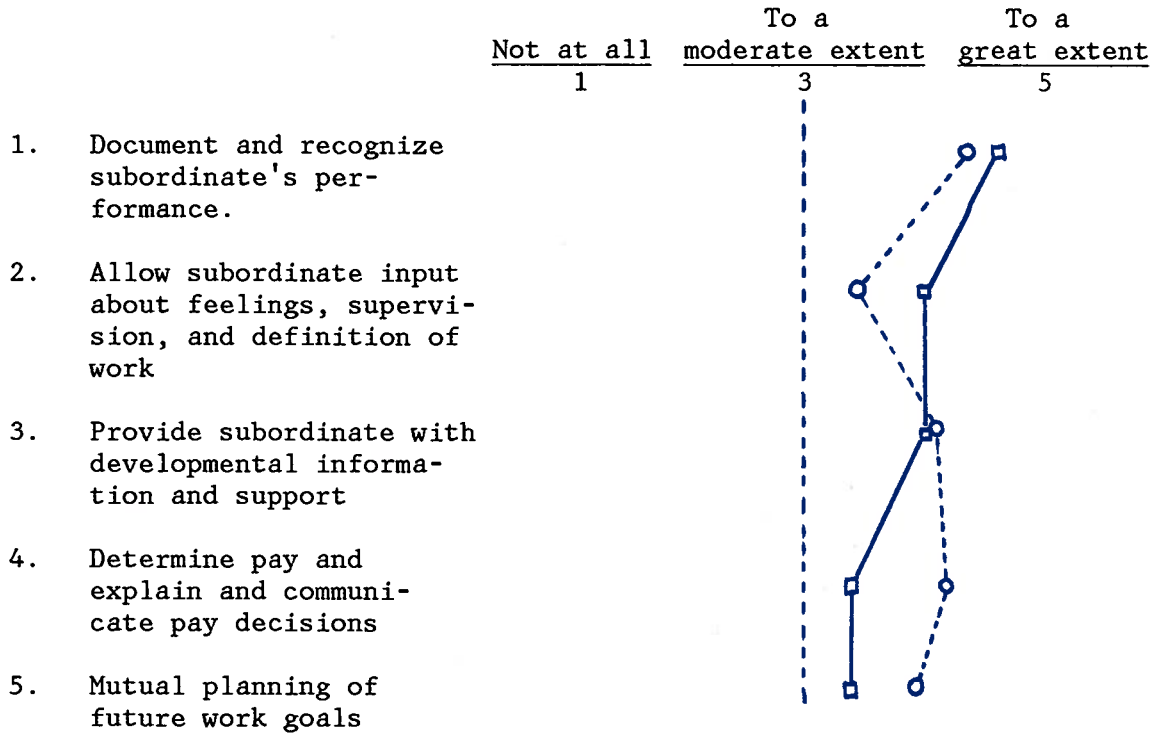 To a To a
Not at all moderate extent great extent
1 3 5
1. Document and recognize
subordinate's per-
formance.
2. Allow subordinate input
about feelings, supervi-
sion, and definition of
work
3. Provide subordinate with
developmental informa-
tion and support
4. Determine pay and
explain and communi-
cate pay decisions
5. Mutual planning of
future work goals